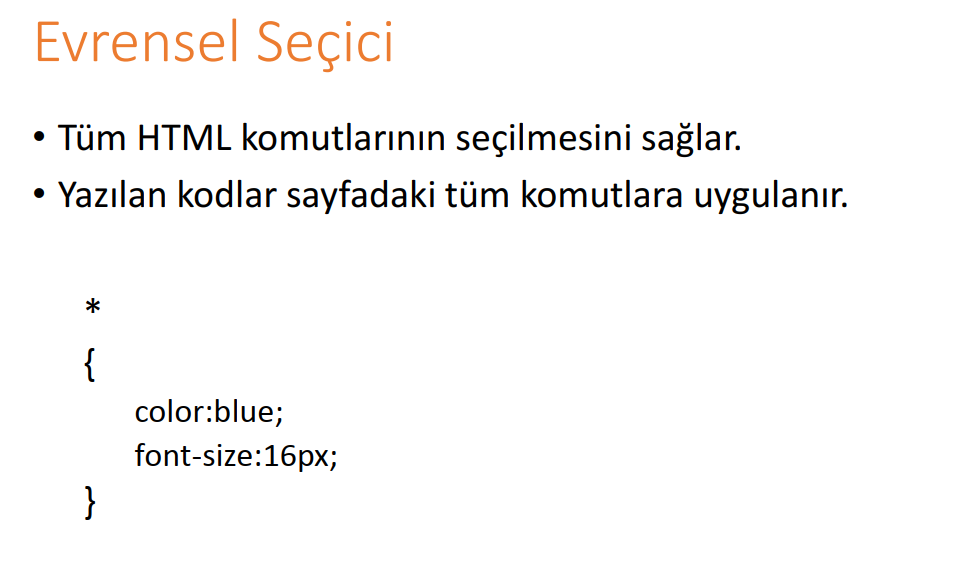 Evrensel Seçici
• Tüm HTML komutlarının seçilmesini sağlar.
• Yazılan kodlar sayfadaki tüm komutlara uygulanır.
*
{
color:blue;
font-size:16px;
}